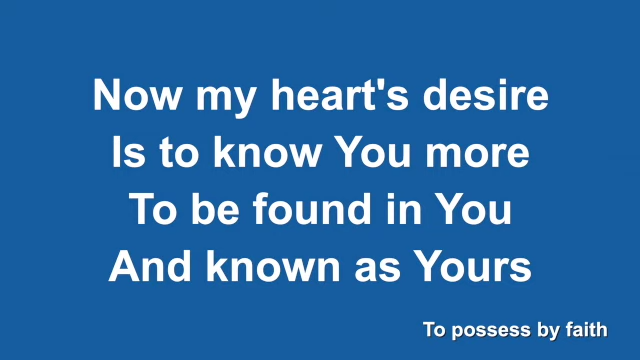 Now my heart's desire
Is to know You more
To be found in You
And known as Yours
To possess by faith